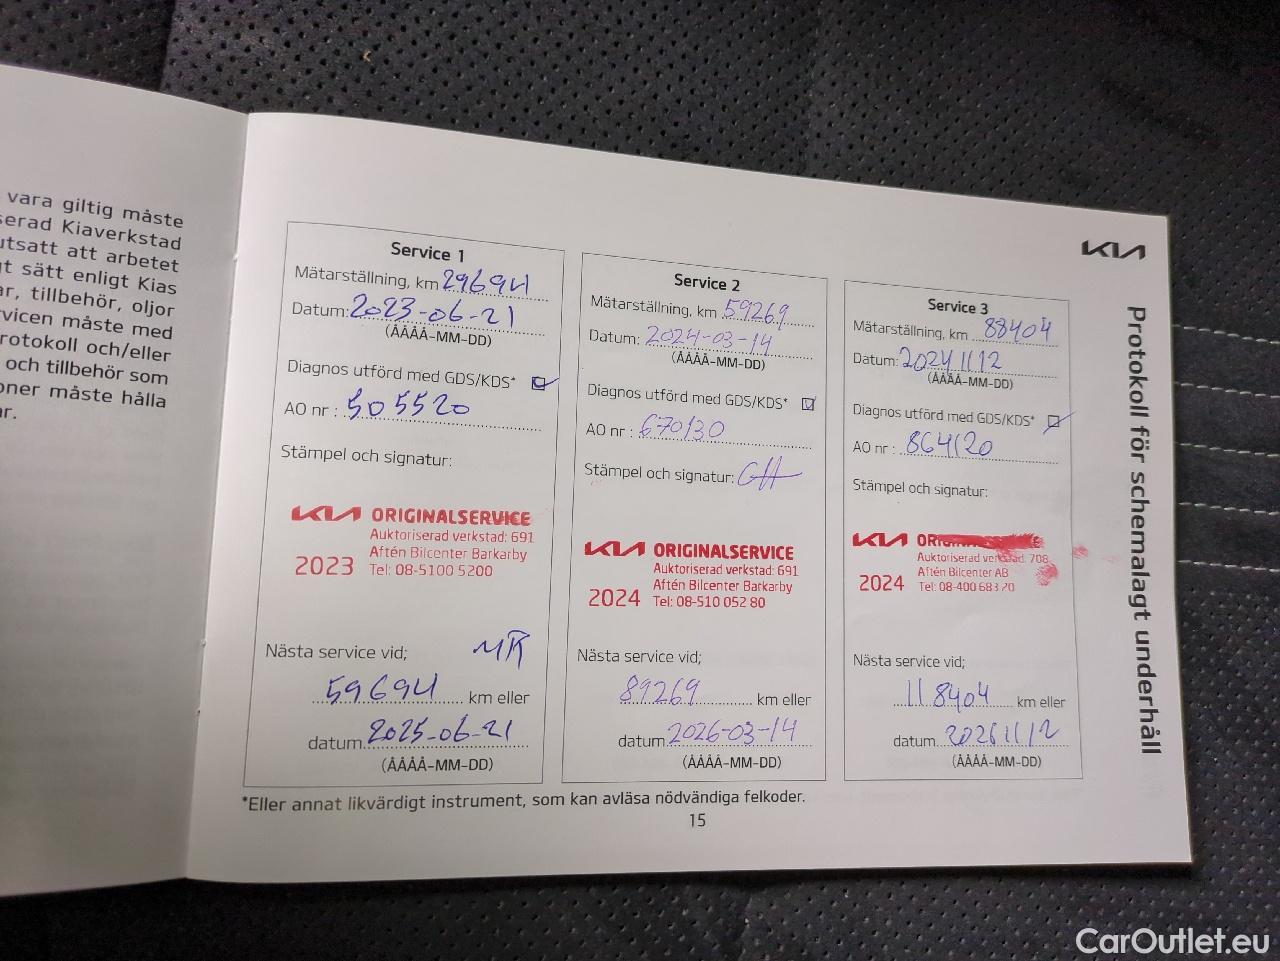 vara giltig måste
serad Kiaverkstad
utsatt att arbetet
t sätt enligt Kias
ar, tillbehör, oljor
rvicen måste med
rotokoll och/eller
och tillbehör som
oner måste hålla
ar.
KIA
Protokoll för schemalagt underhåll
Service 1
Mätarställning, km 29694
Datum: 2023-06-21
(ÅÅÅÅ-MM-DD)
Diagnos utförd med GDS/KDS*
AO nr : 505520
Stämpel och signatur:
KIA ORIGINALSERVICE
Auktoriserad verkstad: 691
Aftén Bilcenter Barkarby
2023 Tel: 08-5100 5200
Nästa service vid;
59694 km eller
datum 2025-06-21
(ÅÅÅÅ-MM-DD)
Service 2
Mätarställning, km 59269
Datum: 2024-03-14
(ÅÅÅÅ-MM-DD)
Diagnos utförd med GDS/KDS*
AO nr : 670130
Stämpel och signatur:
KIA ORIGINALSERVICE
Auktoriserad verkstad: 691
Aftén Bilcenter Barkarby
2024 Tel: 08-510 052 80
Nästa service vid;
89269 km eller
datum 2026-03-14
(ÅÅÅÅ-MM-DD)
Service 3
Mätarställning, km 88404
Datum: 20241112
(ÅÅÅÅ-MM-DD)
Diagnos utförd med GDS/KDS*
AO nr : 864120
Stämpel och signatur:
KIA
Auktoriserad verkstad: 708
Aftén Bilcenter AB
2024 Tel: 08-400 683 20
Nästa service vid;
118404 km eller
datum 20261112
(ÅÅÅÅ-MM-DD)
*Eller annat likvärdigt instrument, som kan avläsa nödvändiga felkoder.
15
CarOutlet.eu